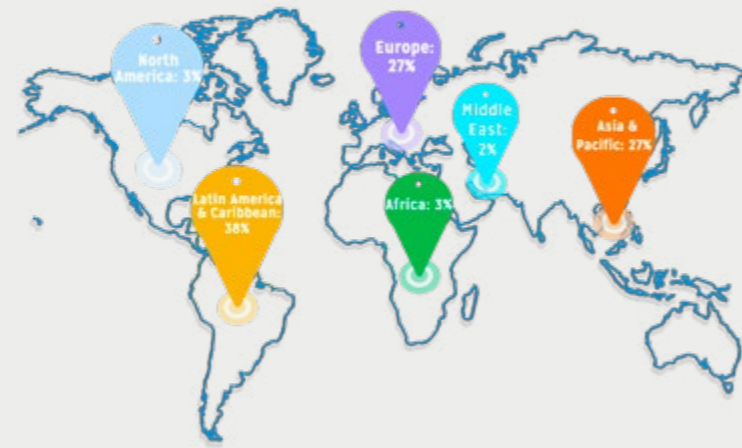 North
America: 3%
Europe:
27%
Middle
East:
2%
Asia &
Pacific: 27%
Latin America
& Caribbean:
38%
Africa: 3%